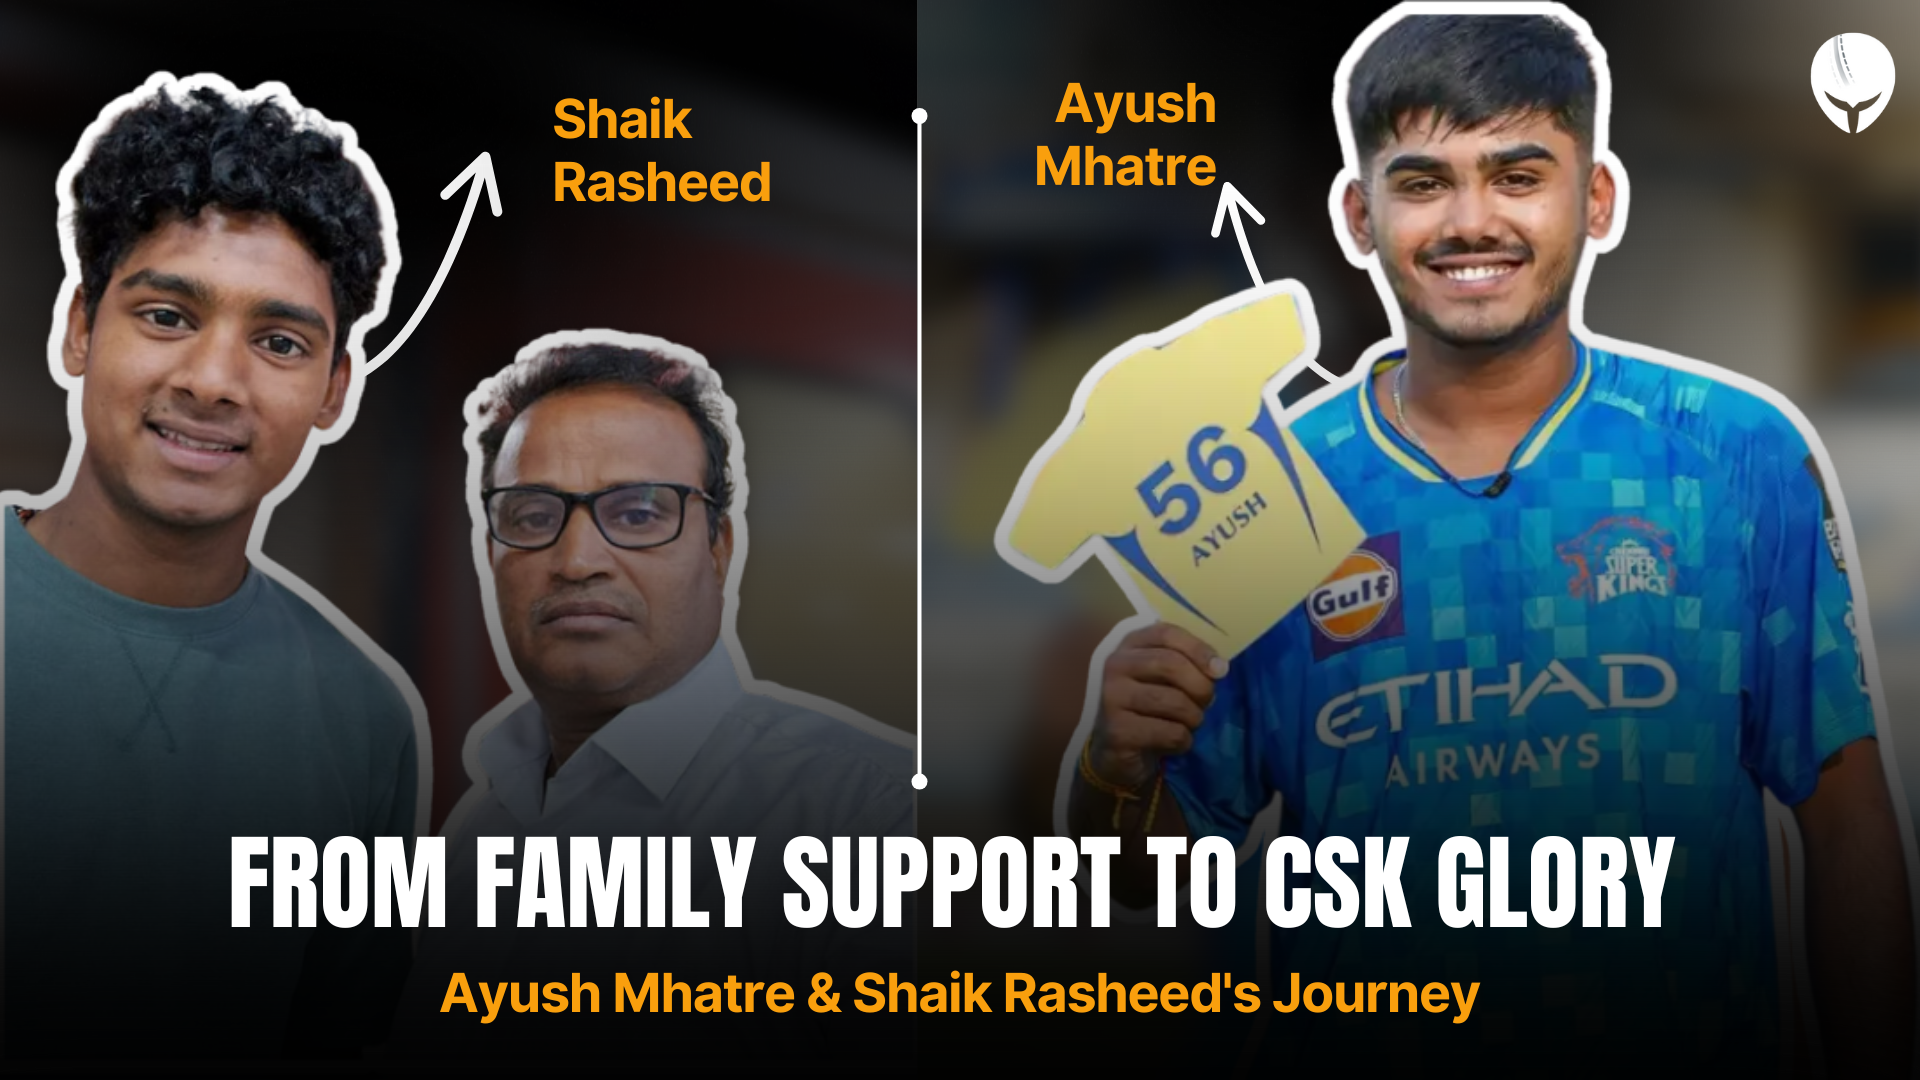 Shaik
Rasheed
Ayush
Mhatre
56
AYUSH
Gulf
CHENNAI
SUPER
KINGS
ETIHAD
AIRWAYS
FROM FAMILY SUPPORT TO CSK GLORY
Ayush Mhatre & Shaik Rasheed's Journey